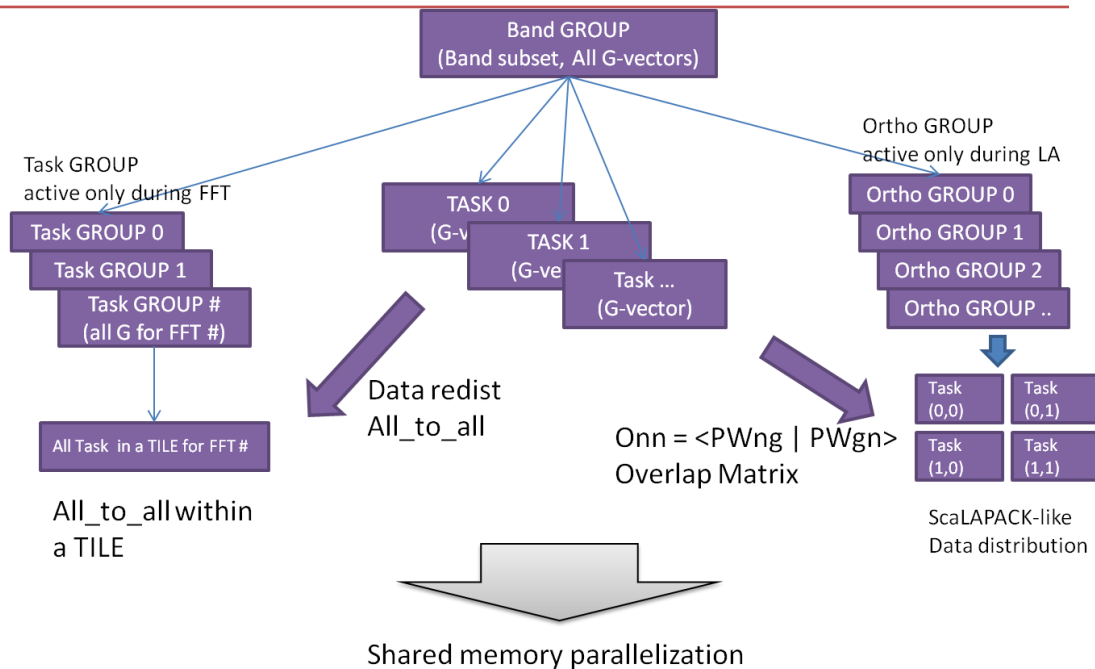 Band GROUP
(Band subset, All G-vectors)
Task GROUP
active only during FFT
Task GROUP 0
Task GROUP 1
Task GROUP #
(all G for FFT #)
All Task in a TILE for FFT #
All_to_all within
a TILE
TASK 0
(G-ve
TASK 1
(G-ve
Task ...
(G-vector)
Data redist
All_to_all
Onn = <PWng | PWgn>
Overlap Matrix
Ortho GROUP
active only during LA
Ortho GROUP 0
Ortho GROUP 1
Ortho GROUP 2
Ortho GROUP ..
Task
(0,0)
Task
(0,1)
Task
(1,0)
Task
(1,1)
ScaLAPACK-like
Data distribution
Shared memory parallelization